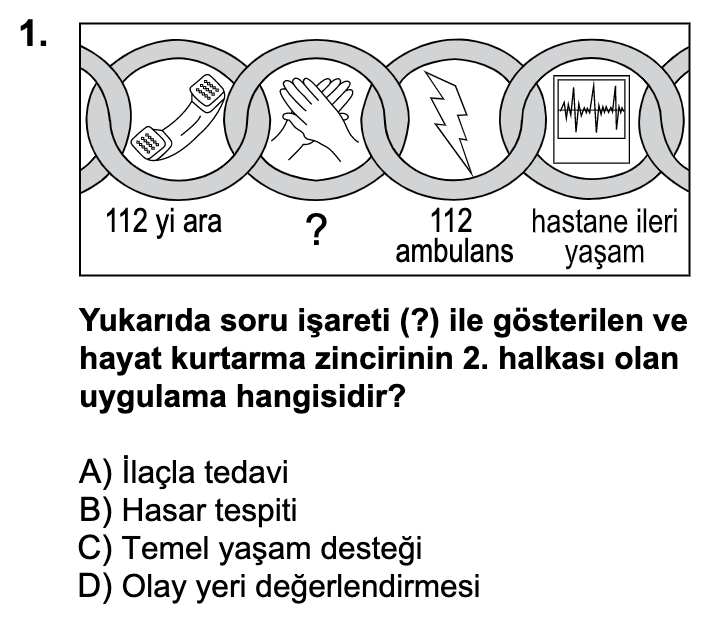 1.
112 yi ara
?
112
ambulans
hastane ileri
yaşam
Yukarıda soru işareti (?) ile gösterilen ve
hayat kurtarma zincirinin 2. halkası olan
uygulama hangisidir?
A) İlaçla tedavi
B) Hasar tespiti
C) Temel yaşam desteği
D) Olay yeri değerlendirmesi